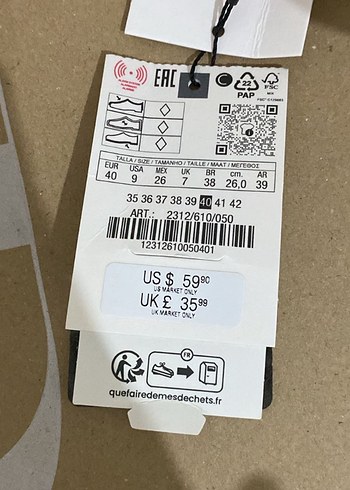 EAC
22
PAP
FSC
TALLA / SIZE / TAMANHO / TAILLE / MAAT / ΜΕΓΕΘΟΣ
EUR USA MEX UK BR cm. AR
40 9 26 7 38 26,0 39
35 36 37 38 39 40 41 42
ART.: 2312/610/050
12312610050401
US $ 59 90
US MARKET ONLY
UK £ 35 99
UK MARKET ONLY
FR
quefairedemesdechets.fr